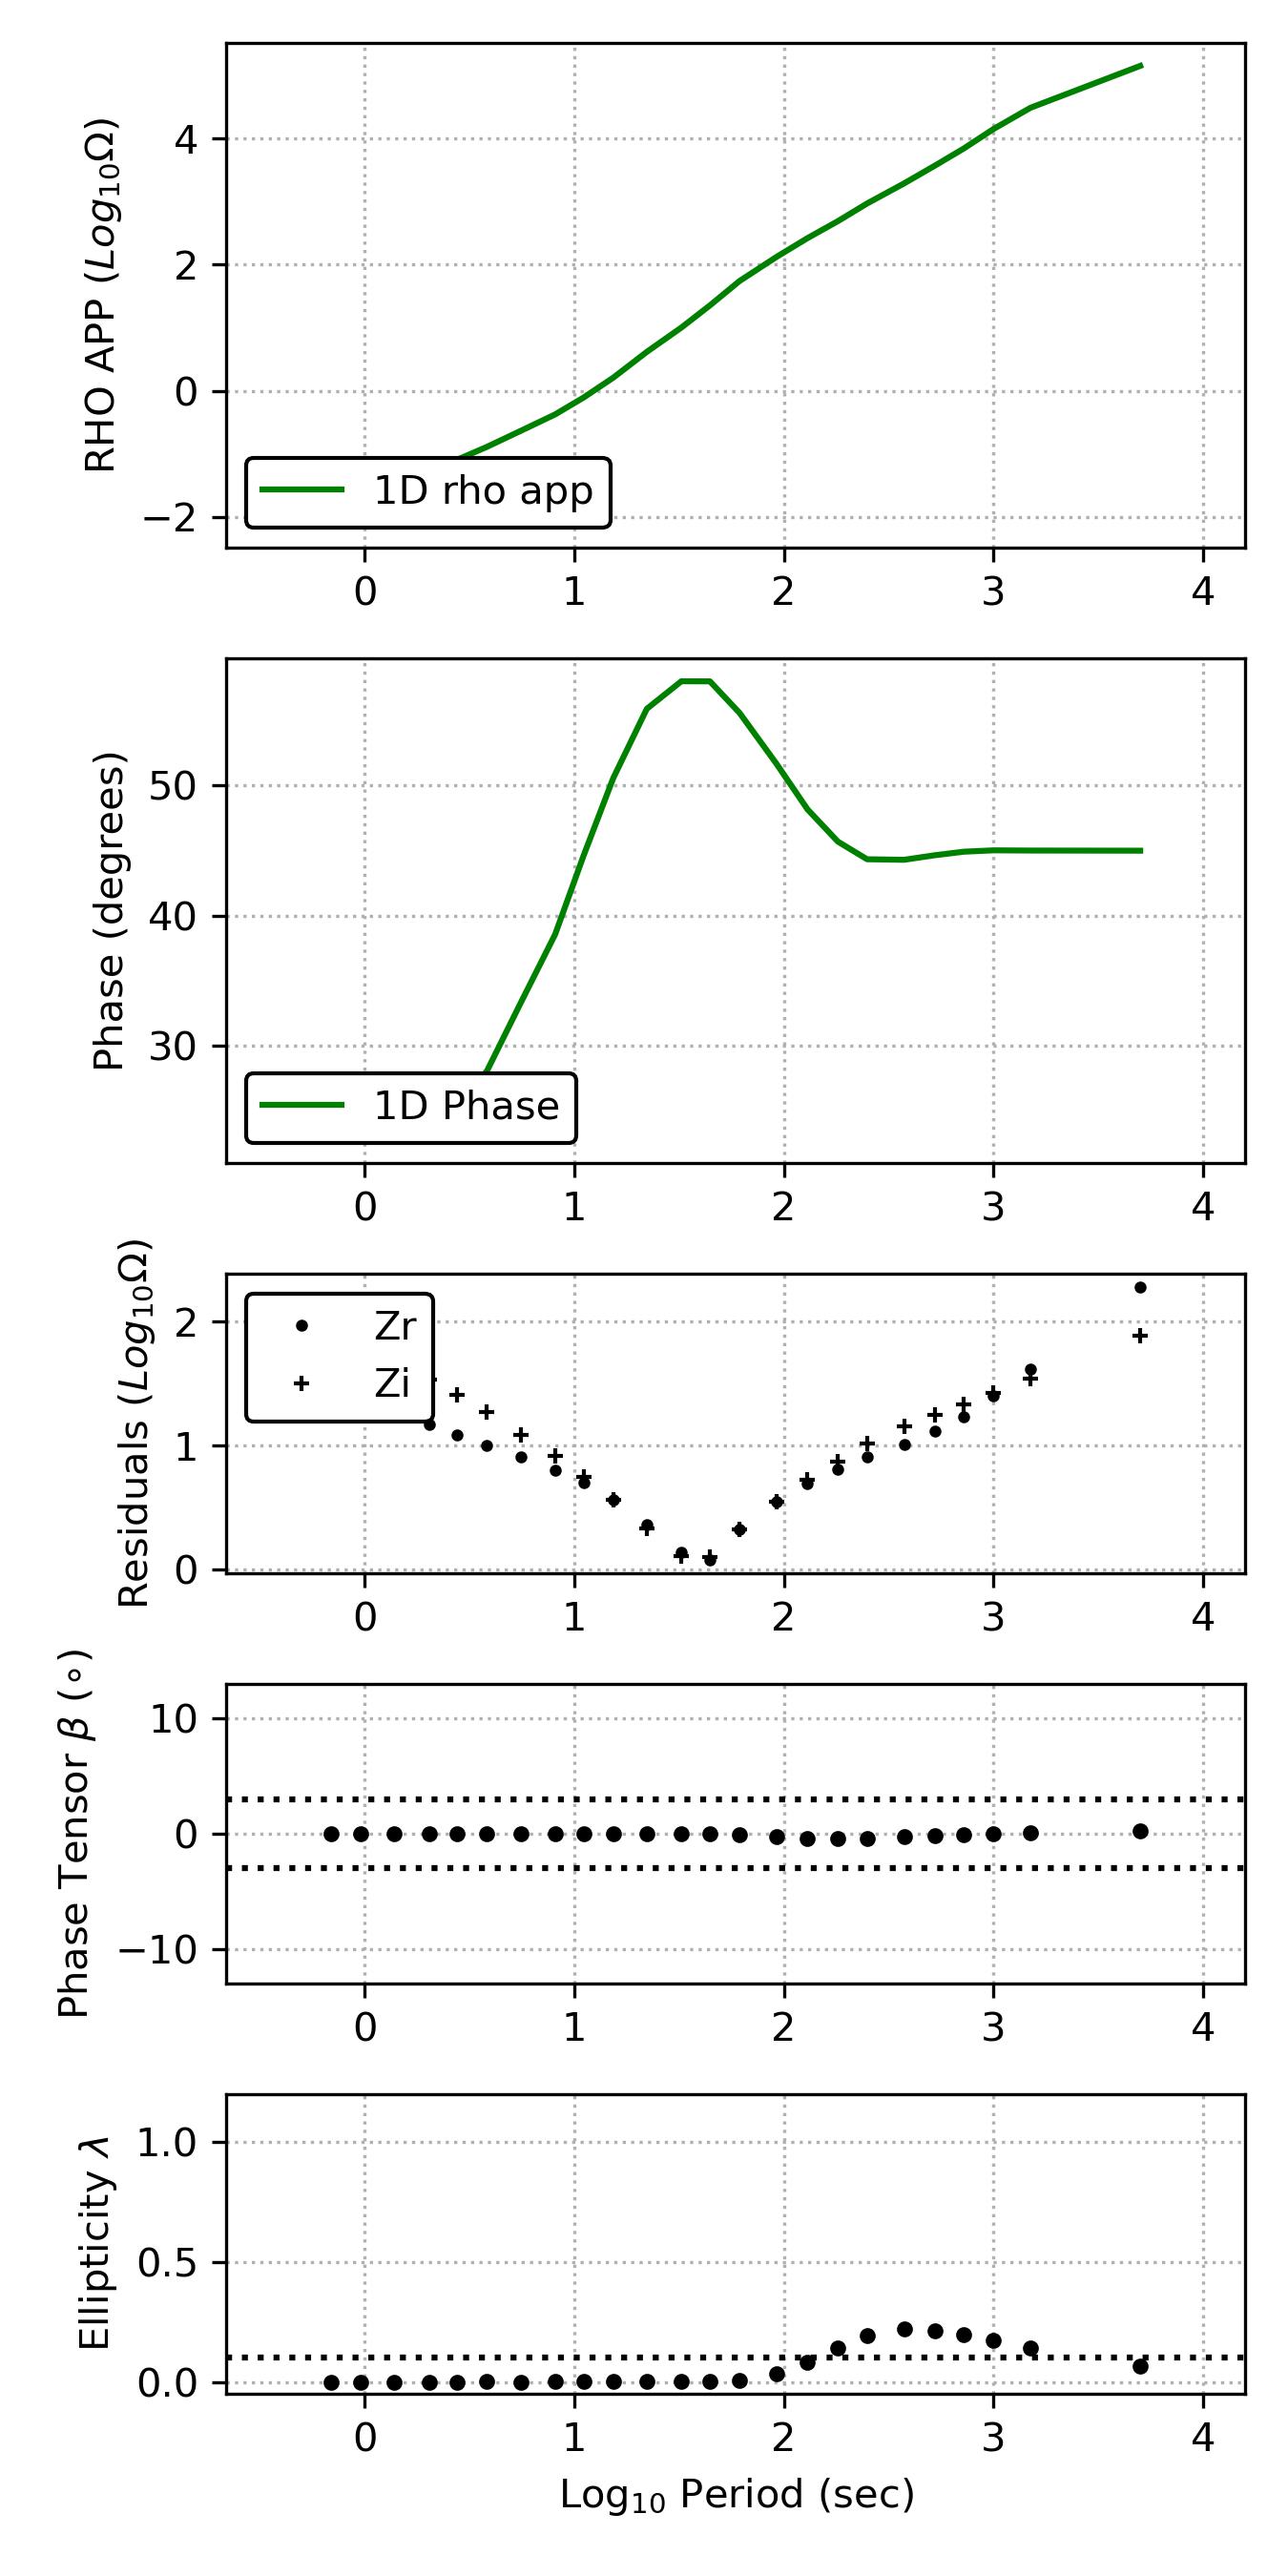 RHO APP (Log10Ω)
4
2
0
−2
1D rho app
0 1 2 3 4
Phase (degrees)
50
40
30
1D Phase
0 1 2 3 4
Residuals (Log10Ω)
2
1
0
Zr
Zi
0 1 2 3 4
Phase Tensor β (∘)
10
0
−10
0 1 2 3 4
Ellipticity λ
1.0
0.5
0.0
0 1 2 3 4
Log10 Period (sec)